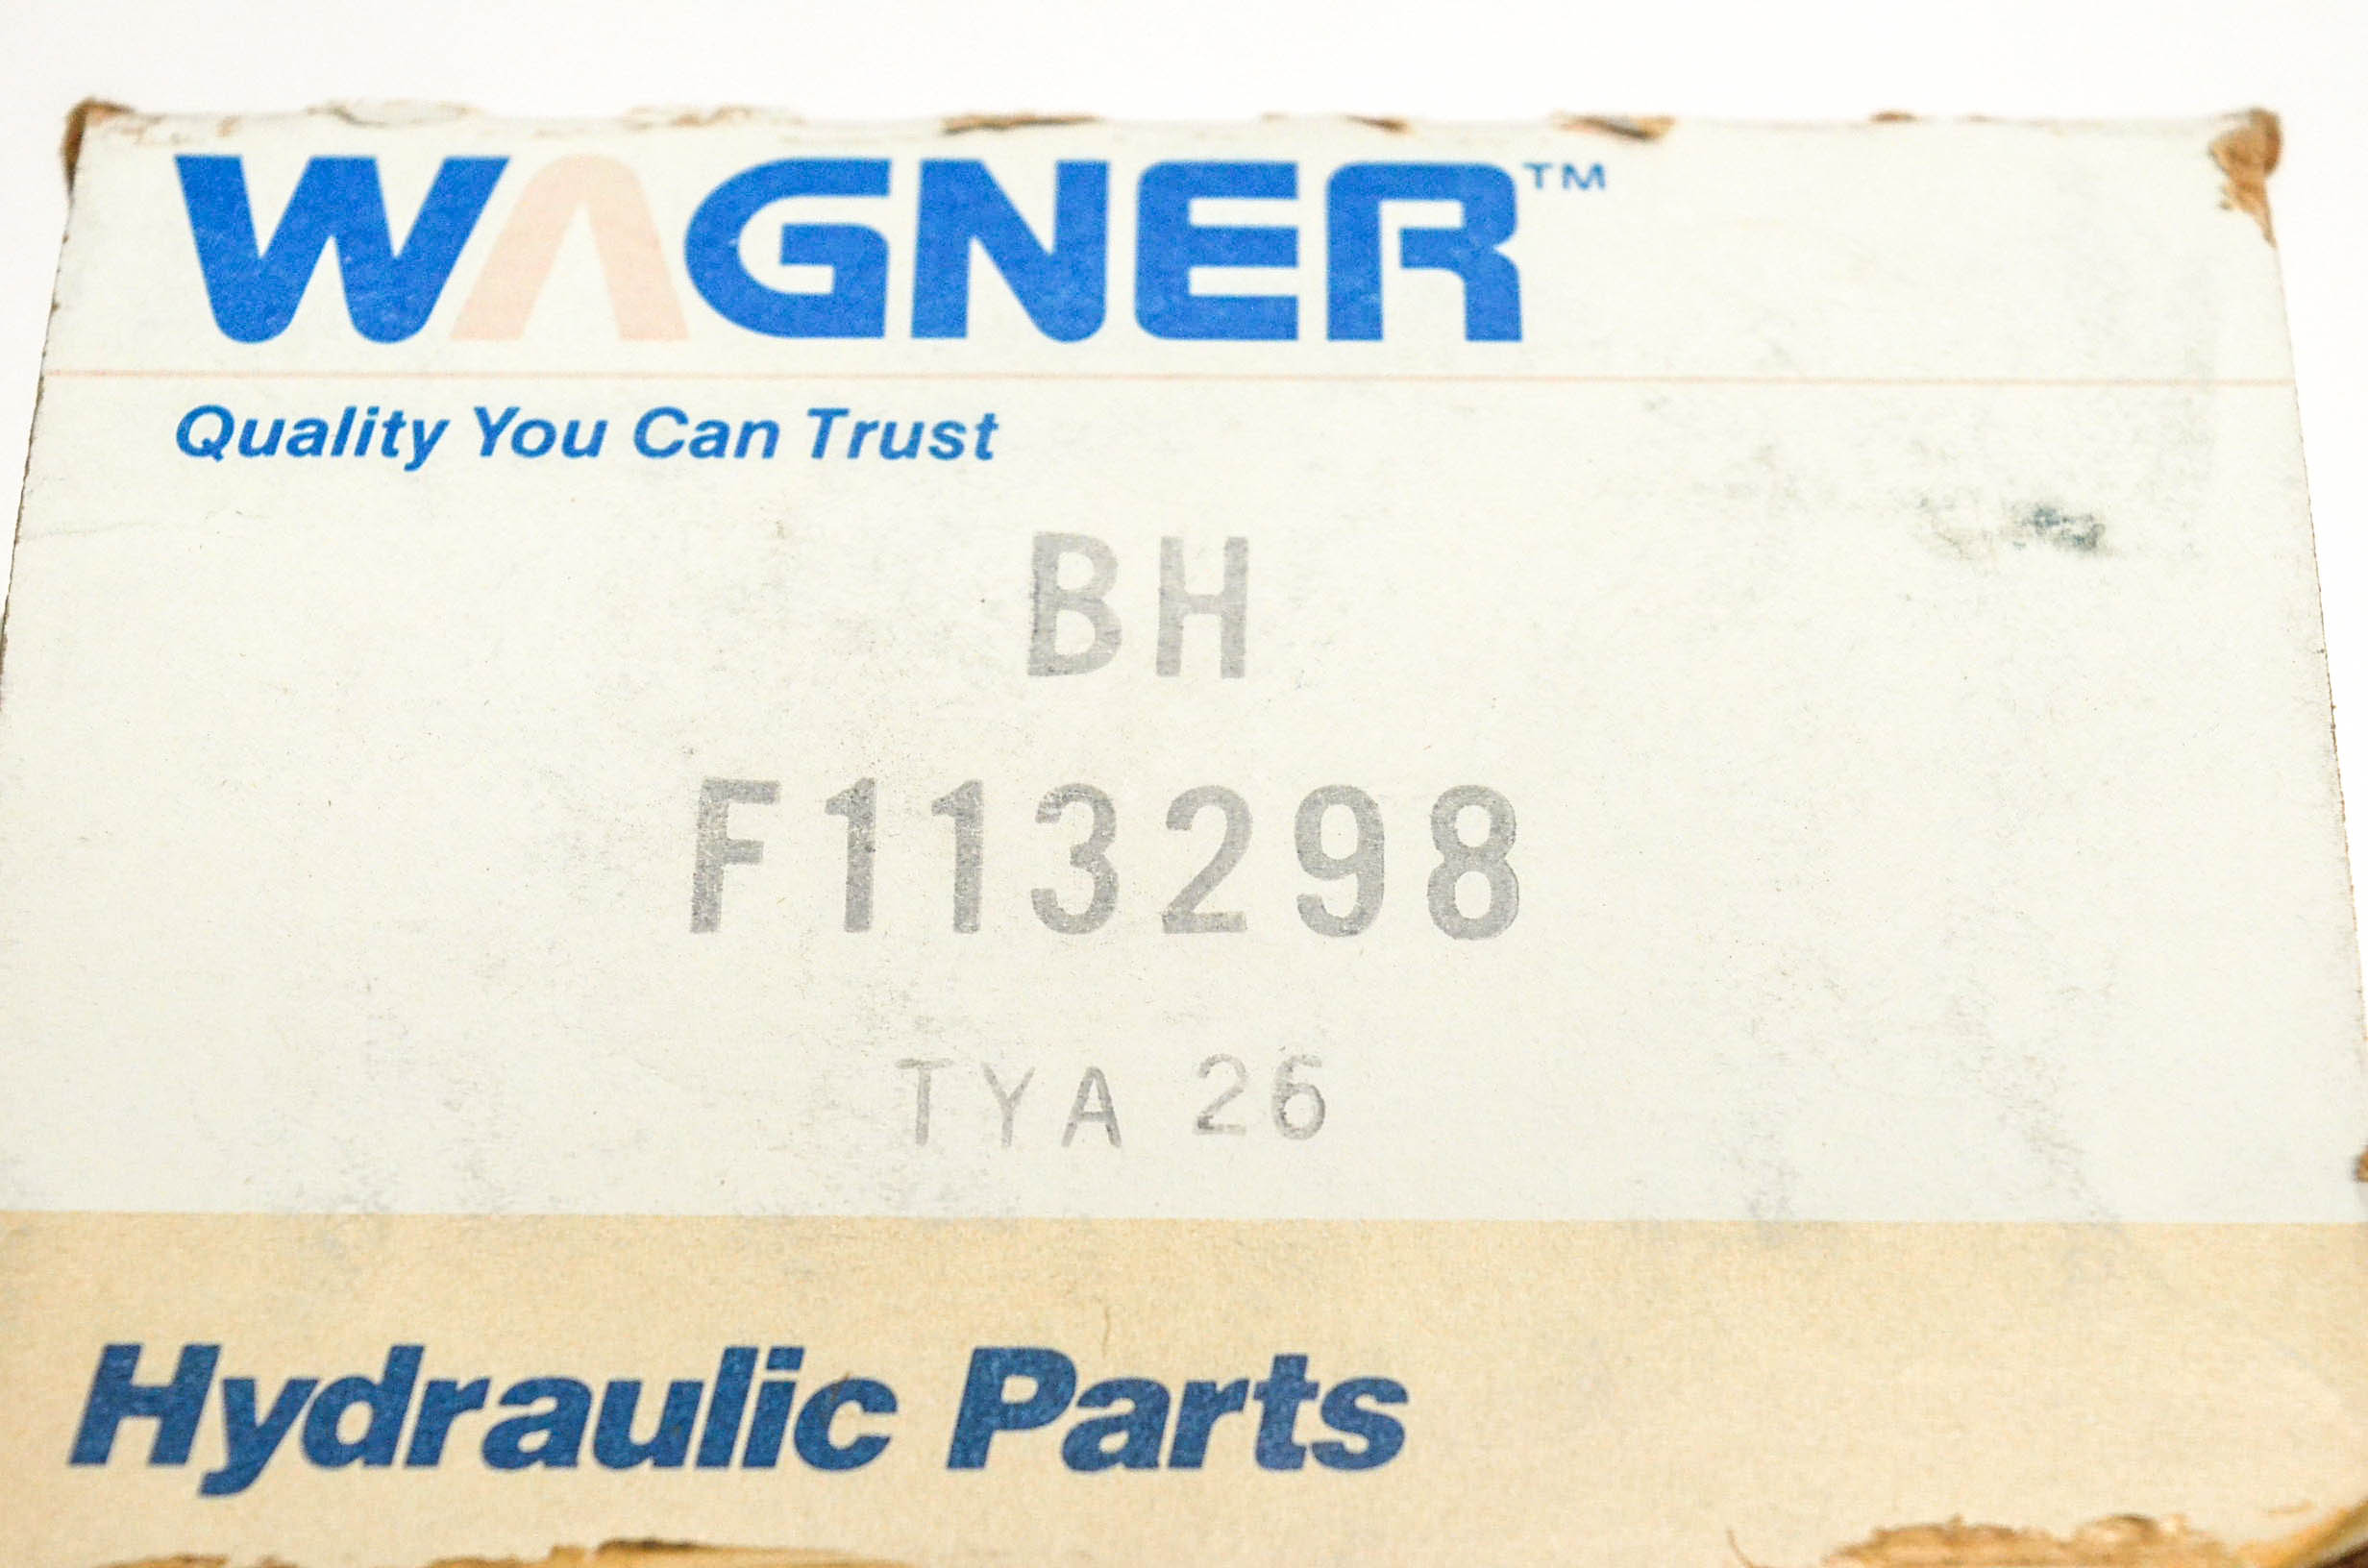 WAGNER™
Quality You Can Trust
BH
F113298
TYA 26
Hydraulic Parts